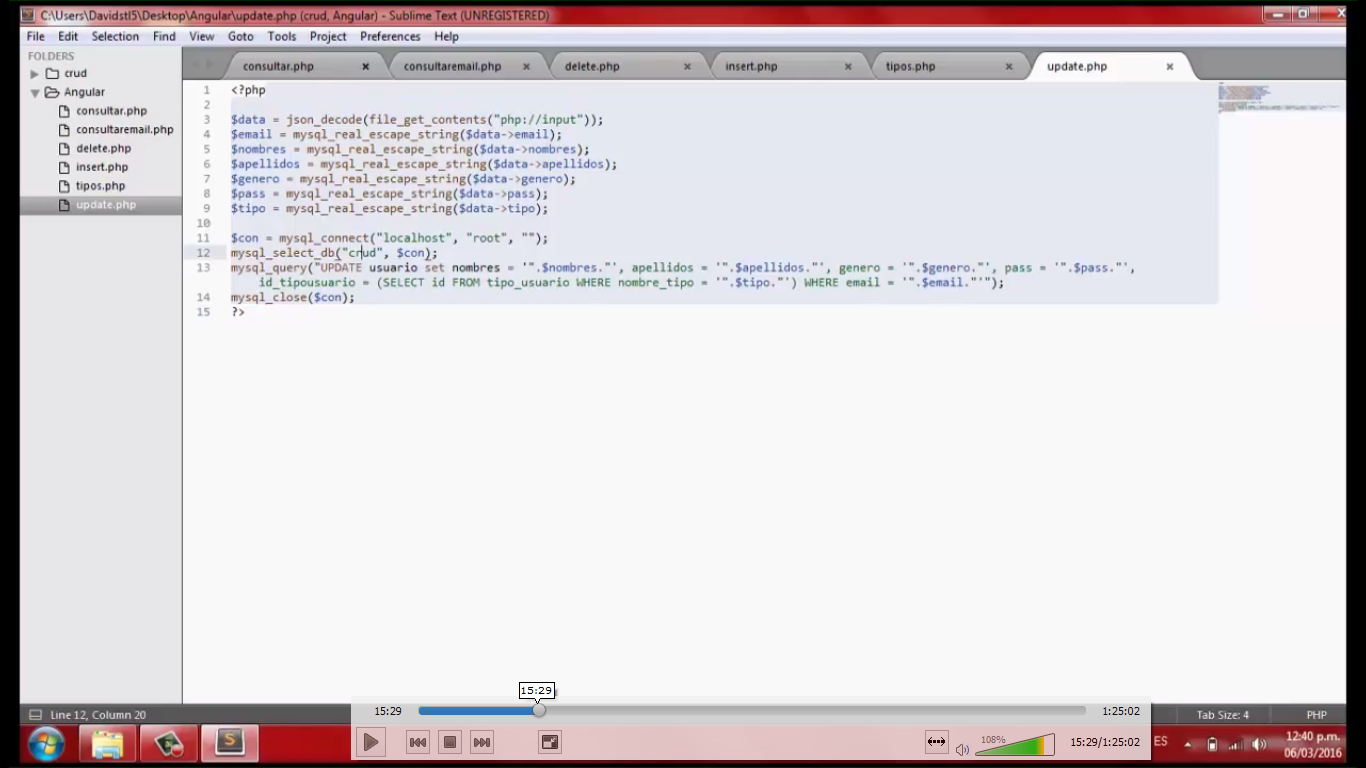 C:\Users\Davidstl5\Desktop\Angular\update.php (crud, Angular) - Sublime Text (UNREGISTERED)
File Edit Selection Find View Goto Tools Project Preferences Help
FOLDERS
crud
Angular
consultar.php
consultaremail.php
delete.php
insert.php
tipos.php
update.php
consultar.php × consultaremail.php × delete.php × insert.php × tipos.php × update.php ×
1 <?php
2
3 $data = json_decode(file_get_contents("php://input"));
4 $email = mysql_real_escape_string($data->email);
5 $nombres = mysql_real_escape_string($data->nombres);
6 $apellidos = mysql_real_escape_string($data->apellidos);
7 $genero = mysql_real_escape_string($data->genero);
8 $pass = mysql_real_escape_string($data->pass);
9 $tipo = mysql_real_escape_string($data->tipo);
10
11 $con = mysql_connect("localhost", "root", "");
12 mysql_select_db("crud", $con);
13 mysql_query("UPDATE usuario set nombres = '".$nombres."', apellidos = '".$apellidos."', genero = '".$genero."', pass = '".$pass."',
id_tipousuario = (SELECT id FROM tipo_usuario WHERE nombre_tipo = '".$tipo."') WHERE email = '".$email."'");
14 mysql_close($con);
15 ?>
15:29
15:29 1:25:02
Line 12, Column 20 Tab Size: 4 PHP
108% 15:29/1:25:02
ES 12:40 p.m.
06/03/2016